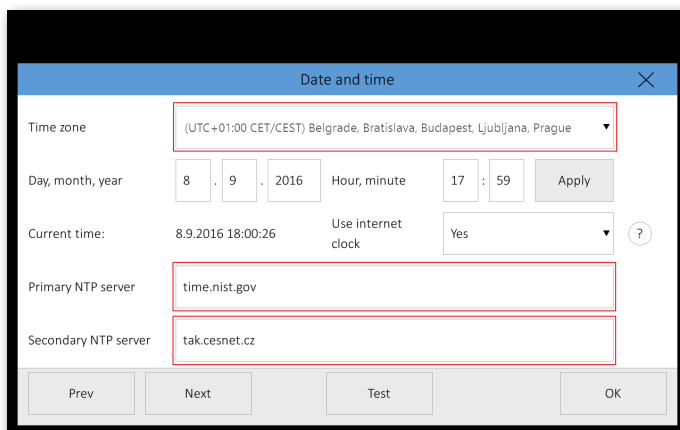 Date and time
Time zone
(UTC+01:00 CET/CEST) Belgrade, Bratislava, Budapest, Ljubljana, Prague
Day, month, year
8 . 9 . 2016
Hour, minute
17 : 59
Apply
Current time:
8.9.2016 18:00:26
Use internet
clock
Yes
?
Primary NTP server
time.nist.gov
Secondary NTP server
tak.cesnet.cz
Prev
Next
Test
OK